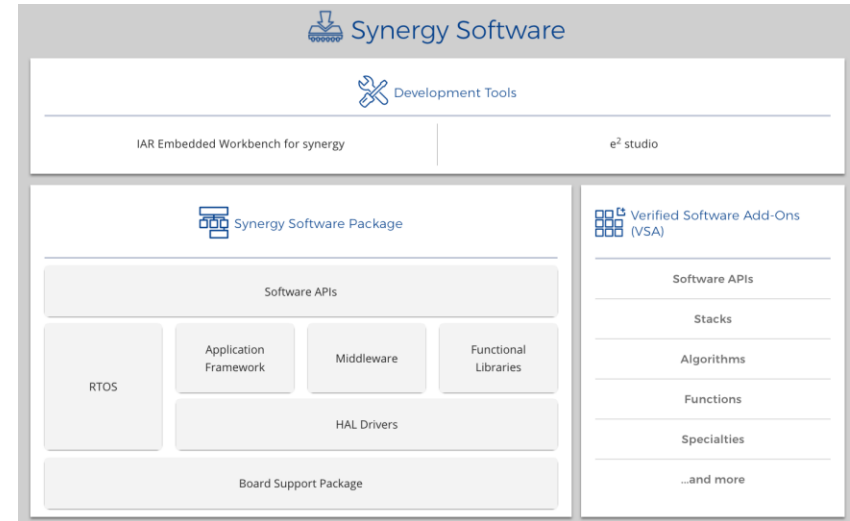 Synergy Software
Development Tools
IAR Embedded Workbench for synergy
e² studio
Synergy Software Package
Software APIs
RTOS
Application
Framework
Middleware
Functional
Libraries
HAL Drivers
Board Support Package
Verified Software Add-Ons
(VSA)
Software APIs
Stacks
Algorithms
Functions
Specialties
...and more